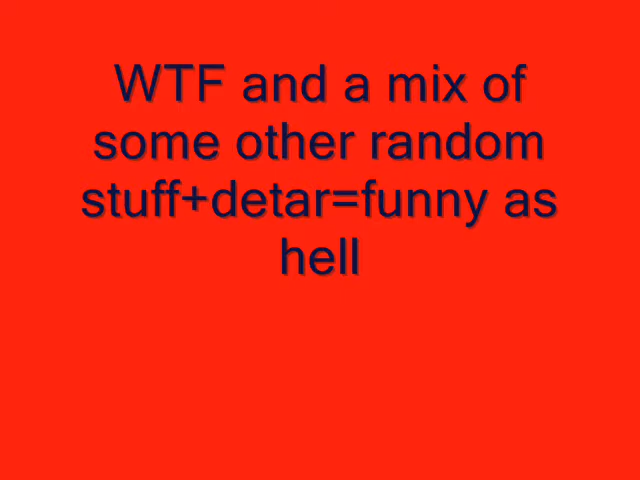 WTF and a mix of
some other random
stuff+detar=funny as
hell